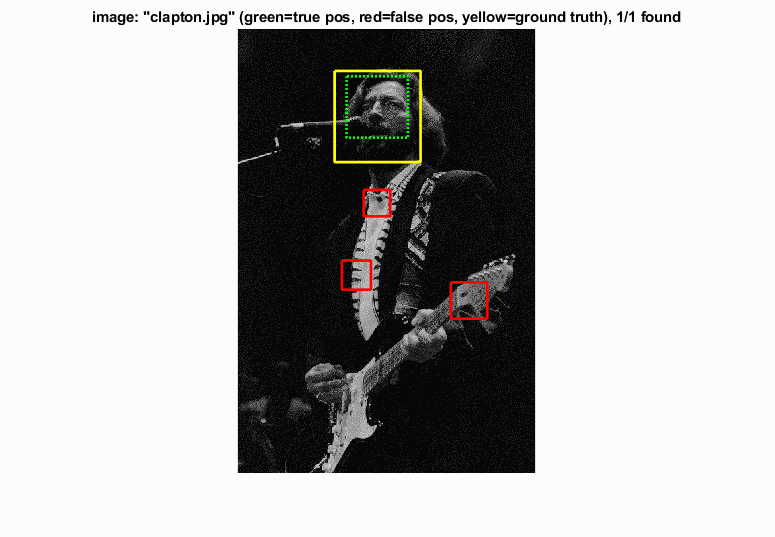 image: "clapton.jpg" (green=true pos, red=false pos, yellow=ground truth), 1/1 found